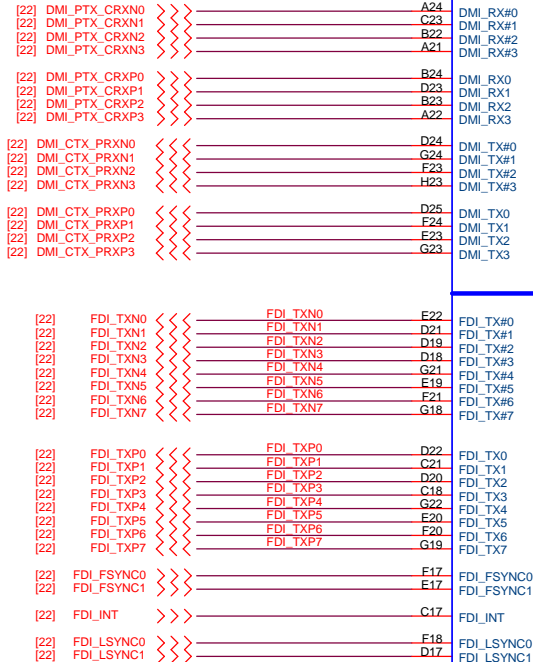 [22] DMI_PTX_CRXN0 A24 DMI_RX#0
[22] DMI_PTX_CRXN1 C23 DMI_RX#1
[22] DMI_PTX_CRXN2 B22 DMI_RX#2
[22] DMI_PTX_CRXN3 A21 DMI_RX#3
[22] DMI_PTX_CRXP0 B24 DMI_RX0
[22] DMI_PTX_CRXP1 D23 DMI_RX1
[22] DMI_PTX_CRXP2 B23 DMI_RX2
[22] DMI_PTX_CRXP3 A22 DMI_RX3
[22] DMI_CTX_PRXN0 D24 DMI_TX#0
[22] DMI_CTX_PRXN1 G24 DMI_TX#1
[22] DMI_CTX_PRXN2 F23 DMI_TX#2
[22] DMI_CTX_PRXN3 H23 DMI_TX#3
[22] DMI_CTX_PRXP0 D25 DMI_TX0
[22] DMI_CTX_PRXP1 F24 DMI_TX1
[22] DMI_CTX_PRXP2 E23 DMI_TX2
[22] DMI_CTX_PRXP3 G23 DMI_TX3
[22] FDI_TXN0 FDI_TXN0 E22 FDI_TX#0
[22] FDI_TXN1 FDI_TXN1 D21 FDI_TX#1
[22] FDI_TXN2 FDI_TXN2 D19 FDI_TX#2
[22] FDI_TXN3 FDI_TXN3 D18 FDI_TX#3
[22] FDI_TXN4 FDI_TXN4 G21 FDI_TX#4
[22] FDI_TXN5 FDI_TXN5 E19 FDI_TX#5
[22] FDI_TXN6 FDI_TXN6 F21 FDI_TX#6
[22] FDI_TXN7 FDI_TXN7 G18 FDI_TX#7
[22] FDI_TXP0 FDI_TXP0 D22 FDI_TX0
[22] FDI_TXP1 FDI_TXP1 C21 FDI_TX1
[22] FDI_TXP2 FDI_TXP2 D20 FDI_TX2
[22] FDI_TXP3 FDI_TXP3 C18 FDI_TX3
[22] FDI_TXP4 FDI_TXP4 G22 FDI_TX4
[22] FDI_TXP5 FDI_TXP5 E20 FDI_TX5
[22] FDI_TXP6 FDI_TXP6 F20 FDI_TX6
[22] FDI_TXP7 FDI_TXP7 G19 FDI_TX7
[22] FDI_FSYNC0 F17 FDI_FSYNC0
[22] FDI_FSYNC1 E17 FDI_FSYNC1
[22] FDI_INT C17 FDI_INT
[22] FDI_LSYNC0 F18 FDI_LSYNC0
[22] FDI_LSYNC1 D17 FDI_LSYNC1